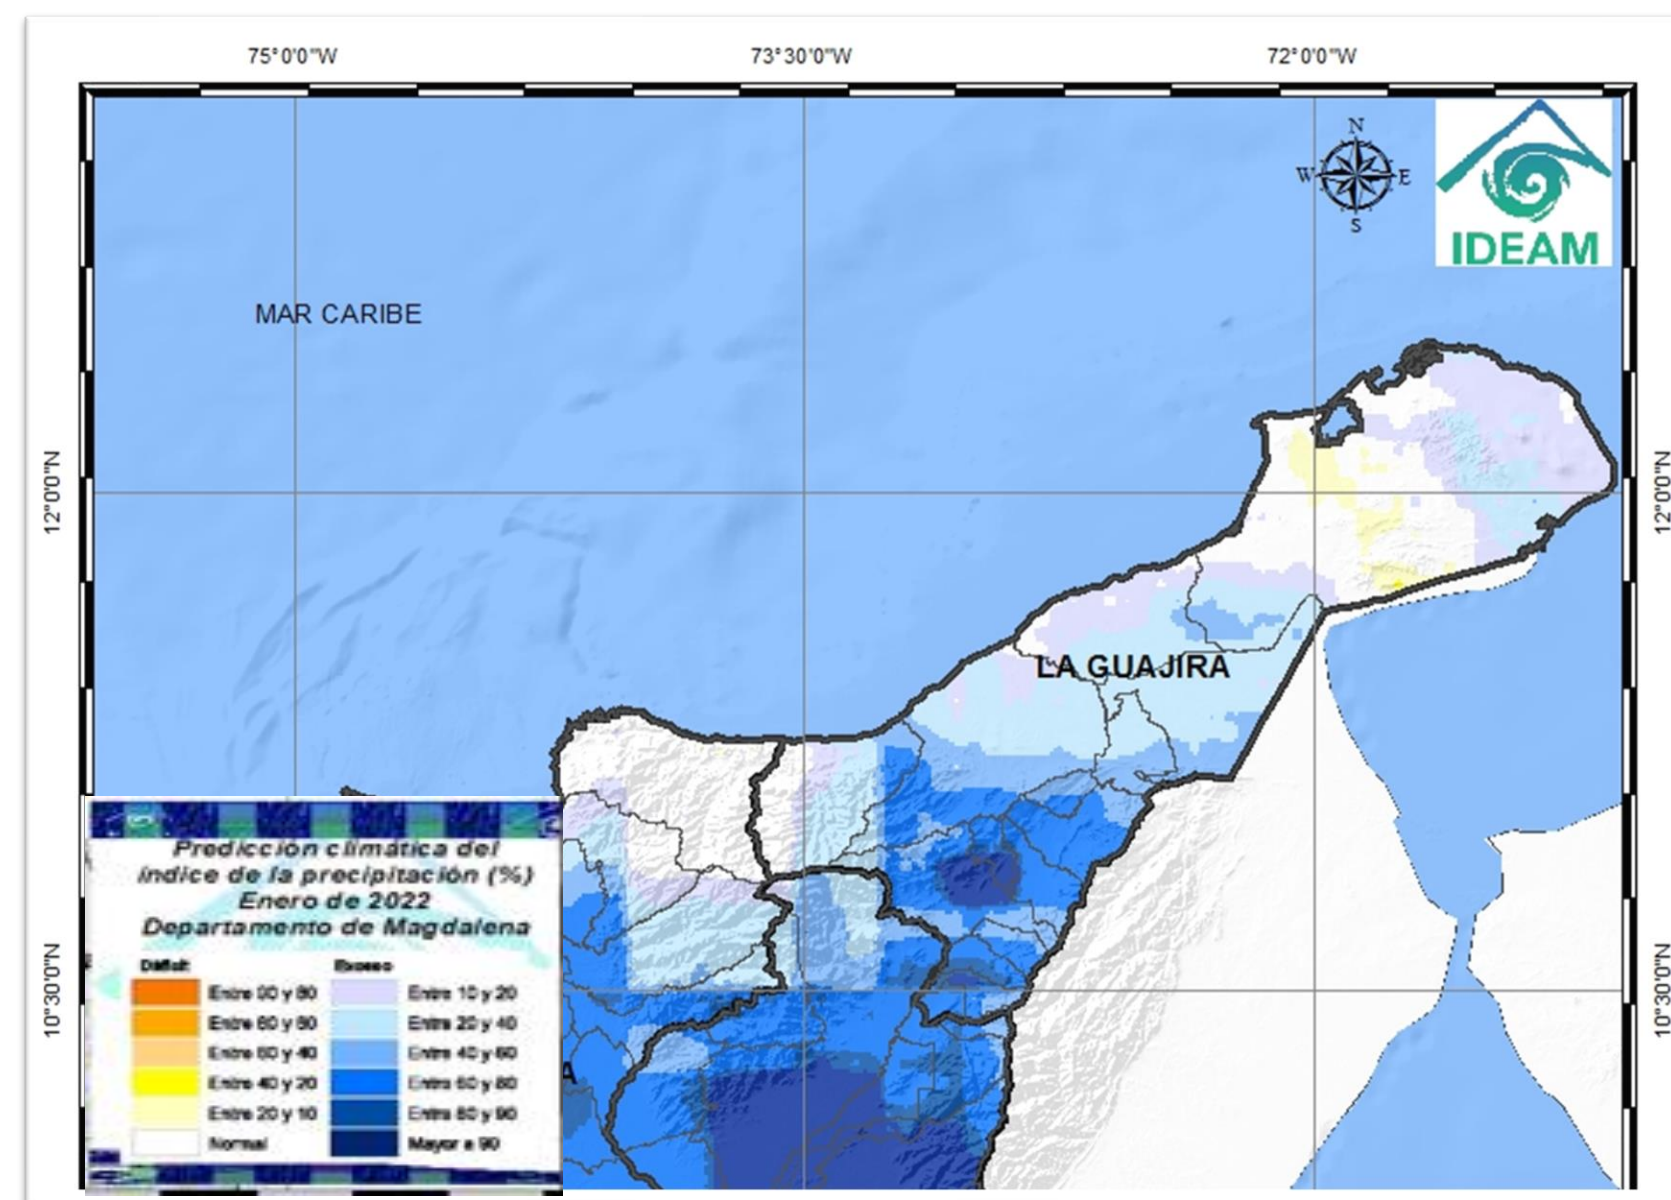 75°0'0"W 73°30'0"W 72°0'0"W
N
W E
S
IDEAM
MAR CARIBE
12°0'0"N 12°0'0"N
LA GUAJIRA
Predicción climática del
índice de la precipitación (%)
Enero de 2022
Departamento de Magdalena
Déficit Exceso
Entre 10 y 20
Entre 20 y 40
Entre 40 y 60
Entre 40 y 20 Entre 60 y 80
Entre 20 y 10 Entre 80 y 90
Normal Mayor a 90
10°30'0"N 10°30'0"N
A